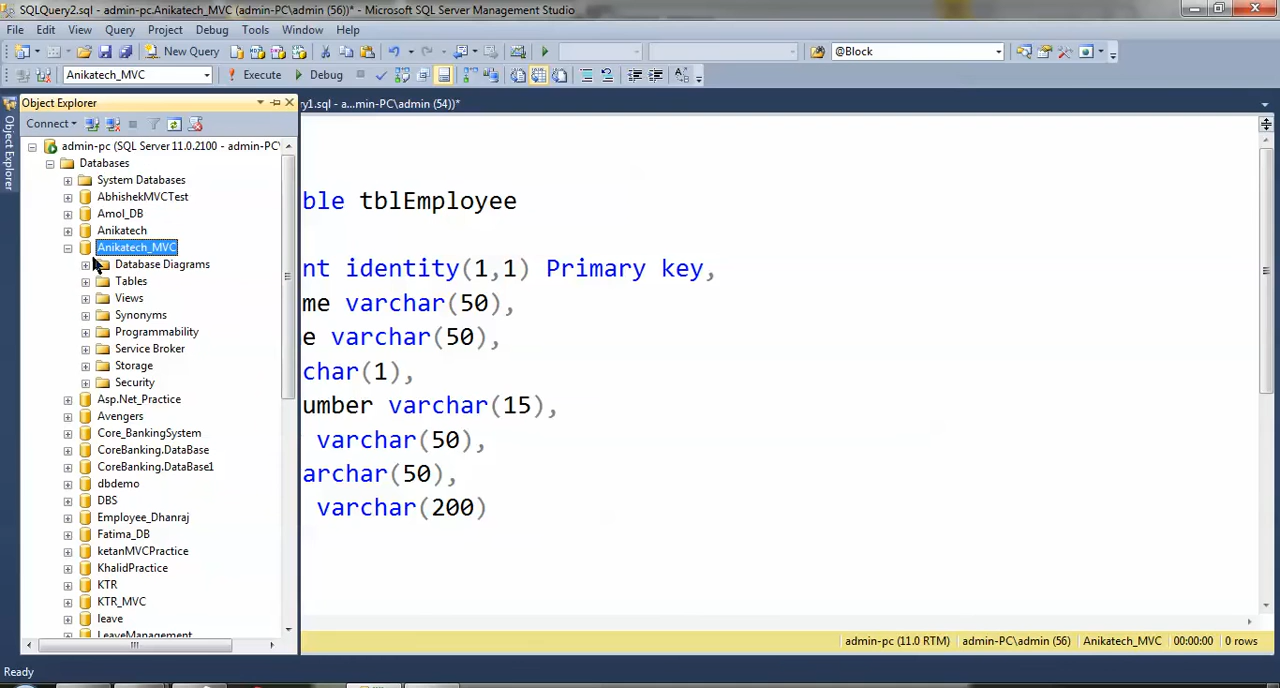 SQLQuery2.sql - admin-pc.Anikatech_MVC (admin-PC\admin (56))* - Microsoft SQL Server Management Studio
File Edit View Query Project Debug Tools Window Help
New Query @Block
Anikatech_MVC Execute Debug
Object Explorer
y1.sql - a...min-PC\admin (54))*
Object Explorer
Connect
admin-pc (SQL Server 11.0.2100 - admin-PC\
Databases
System Databases
AbhishekMVCTest
Amol_DB
Anikatech
Anikatech_MVC
Database Diagrams
Tables
Views
Synonyms
Programmability
Service Broker
Storage
Security
Asp.Net_Practice
Avengers
Core_BankingSystem
CoreBanking.DataBase
CoreBanking.DataBase1
dbdemo
DBS
Employee_Dhanraj
Fatima_DB
ketanMVCPractice
KhalidPractice
KTR
KTR_MVC
leave
LeaveManagement
ble tblEmployee
nt identity(1,1) Primary key,
me varchar(50),
e varchar(50),
char(1),
umber varchar(15),
varchar(50),
archar(50),
varchar(200)
admin-pc (11.0 RTM) admin-PC\admin (56) Anikatech_MVC 00:00:00 0 rows
Ready